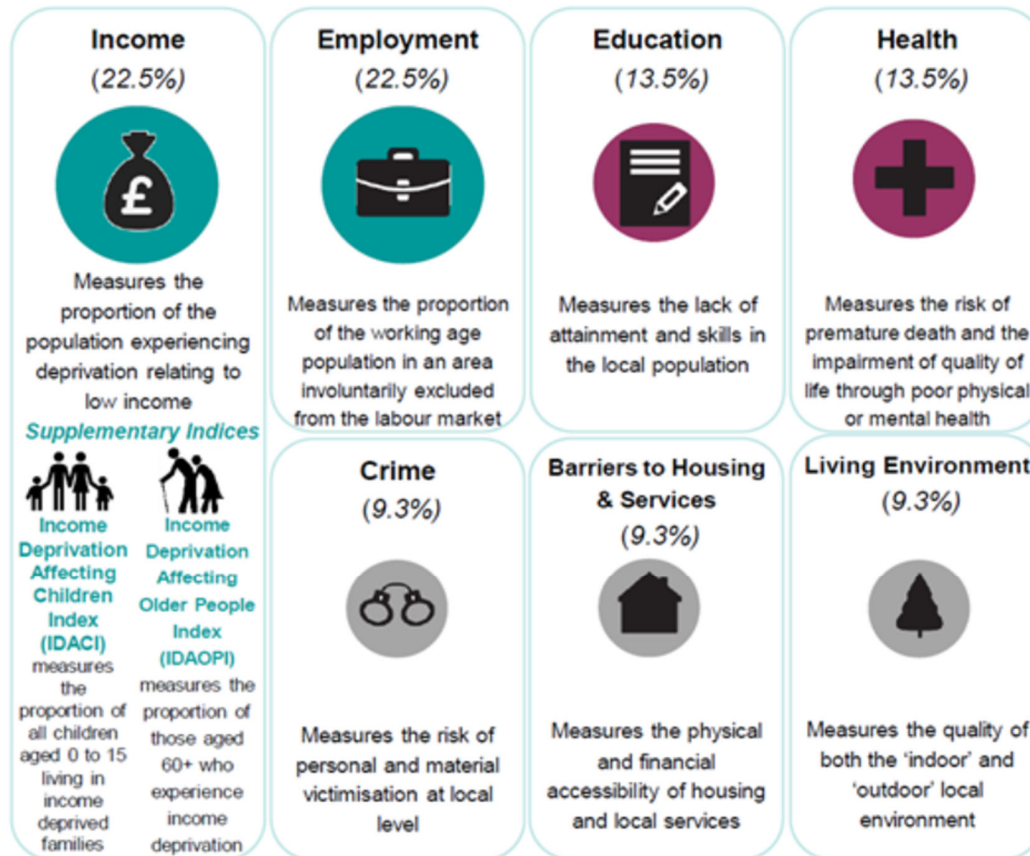 Income
(22.5%)
£
Measures the
proportion of the
population experiencing
deprivation relating to
low income
Supplementary Indices
Income
Deprivation
Affecting
Children
Index
(IDACI)
measures
the
proportion of
all children
aged 0 to 15
living in
income
deprived
families
Income
Deprivation
Affecting
Older People
Index
(IDAOPI)
measures the
proportion of
those aged
60+ who
experience
income
deprivation
Employment
(22.5%)
Measures the proportion
of the working age
population in an area
involuntarily excluded
from the labour market
Education
(13.5%)
Measures the lack of
attainment and skills in
the local population
Health
(13.5%)
Measures the risk of
premature death and the
impairment of quality of
life through poor physical
or mental health
Crime
(9.3%)
Measures the risk of
personal and material
victimisation at local
level
Barriers to Housing
& Services
(9.3%)
Measures the physical
and financial
accessibility of housing
and local services
Living Environment
(9.3%)
Measures the quality of
both the ‘indoor’ and
‘outdoor’ local
environment